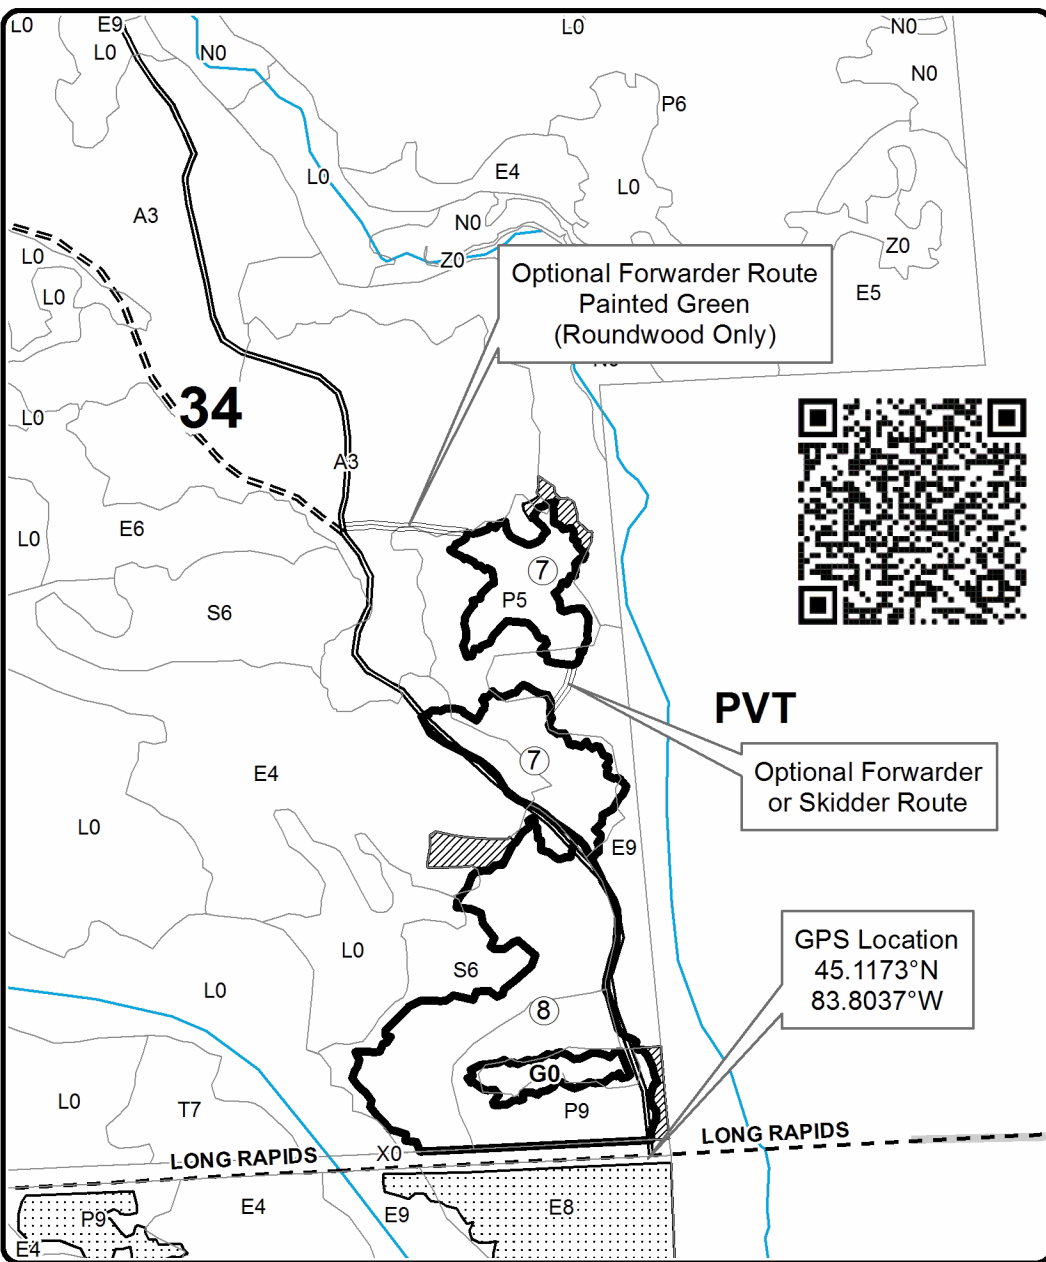 L0
E9
L0
N0
L0
N0
L0
N0
P6
E4
L0
L0
A3
N0
Z0
Z0
L0
L0
E5
Optional Forwarder Route
Painted Green
(Roundwood Only)
34
L0
A3
E6
L0
7
P5
S6
PVT
7
Optional Forwarder
or Skidder Route
E4
L0
E9
GPS Location
45.1173°N
83.8037°W
L0
S6
L0
8
G0
P9
L0
T7
LONG RAPIDS
X0
LONG RAPIDS
P9
E4
E9
E8
E4